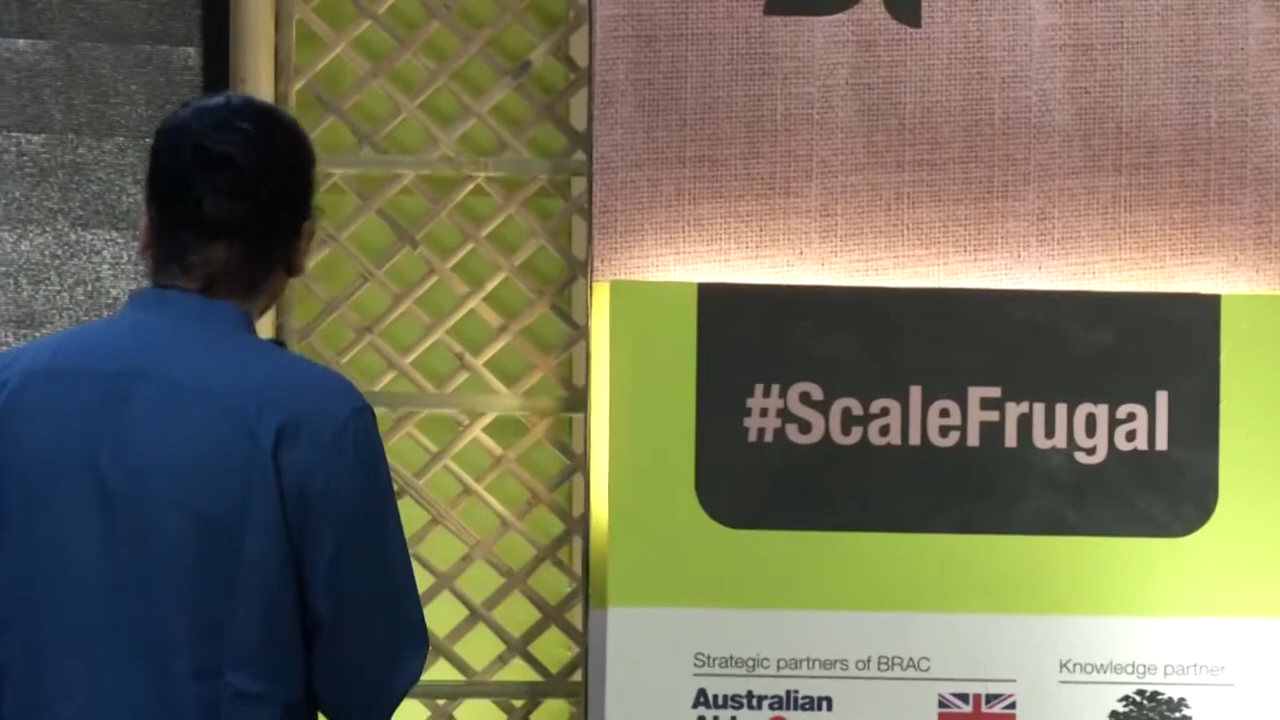 #ScaleFrugal
Strategic partners of BRAC
Knowledge partner
Australian